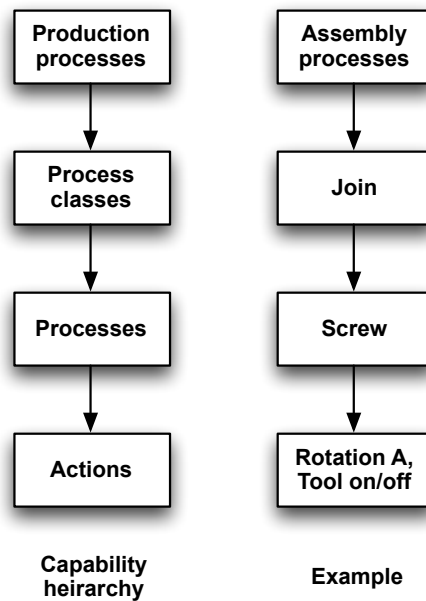 Production
processes
Process
classes
Processes
Actions
Capability
heirarchy
Assembly
processes
Join
Screw
Rotation A,
Tool on/off
Example